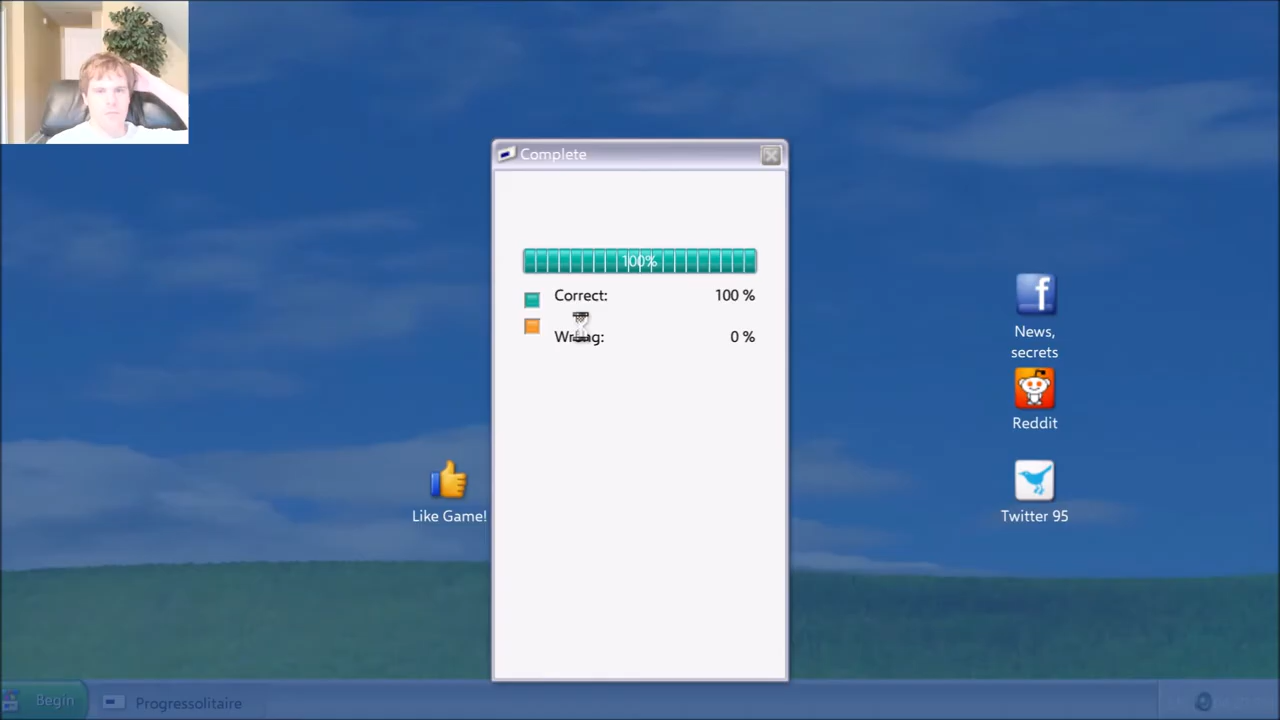 Complete
100%
Correct: 100 %
Wrong: 0 %
News,
secrets
Reddit
Like Game!
Twitter 95
Begin
Progressolitaire